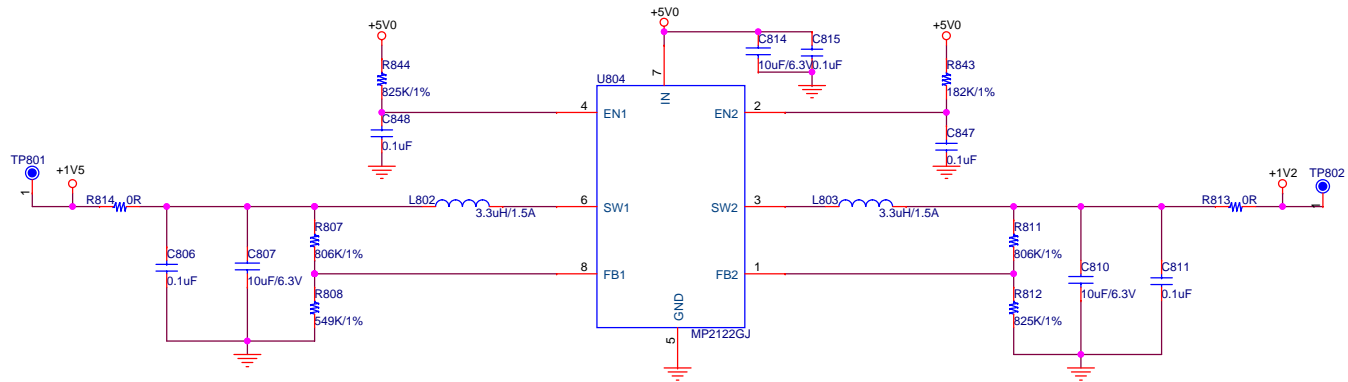 +5V0
+5V0
+5V0
C814
10uF/6.3V
C815
0.1uF
R844
825K/1%
U804
7
IN
R843
182K/1%
4
EN1
EN2
2
C848
0.1uF
C847
0.1uF
TP801
1
+1V5
R814
0R
L802
3.3uH/1.5A
6
SW1
SW2
3
L803
3.3uH/1.5A
R813
0R
+1V2
TP802
1
R807
806K/1%
R811
806K/1%
C806
0.1uF
C807
10uF/6.3V
8
FB1
FB2
1
C810
10uF/6.3V
C811
0.1uF
R808
549K/1%
R812
825K/1%
GND
5
MP2122GJ